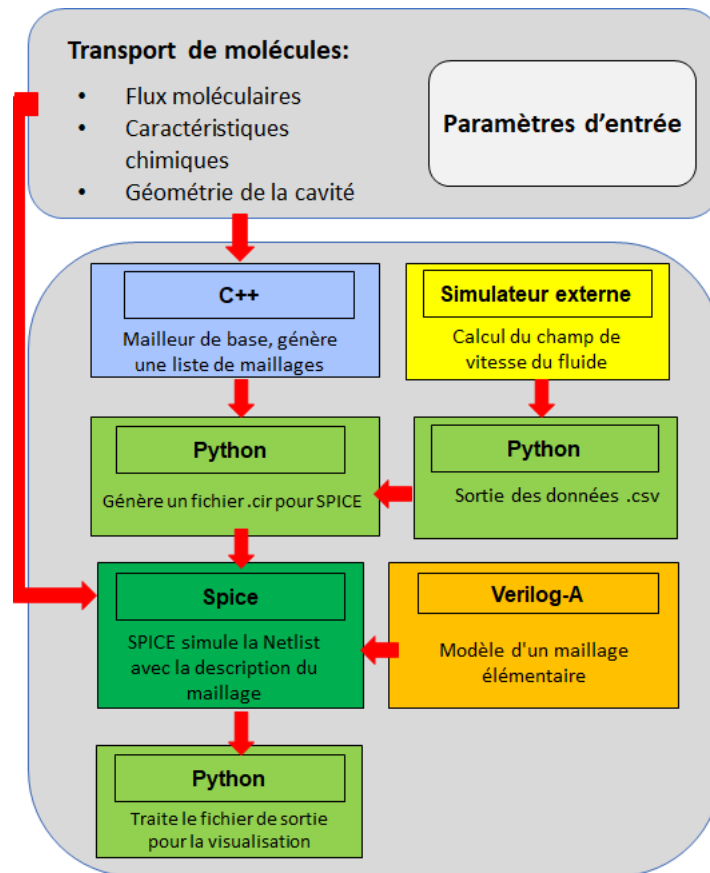 Transport de molécules:
• Flux moléculaires
• Caractéristiques
chimiques
• Géométrie de la cavité
Paramètres d'entrée
C++
Mailleur de base, génère
une liste de maillages
Simulateur externe
Calcul du champ de
vitesse du fluide
Python
Génère un fichier .cir pour SPICE
Python
Sortie des données .csv
Spice
SPICE simule la Netlist
avec la description du
maillage
Verilog-A
Modèle d'un maillage
élémentaire
Python
Traite le fichier de sortie
pour la visualisation